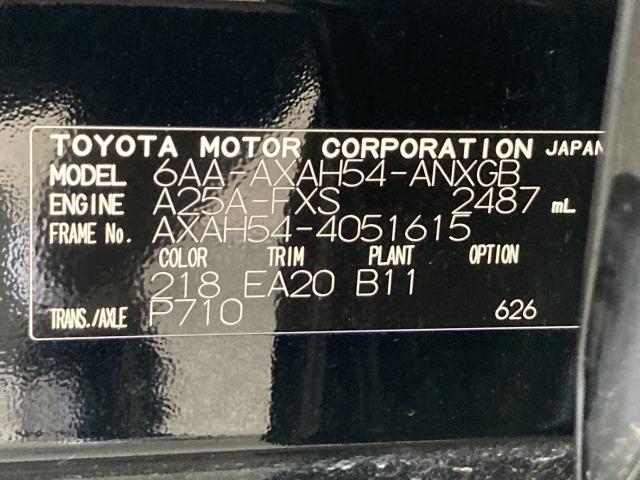 TOYOTA MOTOR CORPORATION JAPAN
MODEL 6AA-AXAH54-ANXGB
ENGINE A25A-FXS 2487 mL
FRAME No. AXAH54-4051615
COLOR TRIM PLANT OPTION
218 EA20 B11
TRANS./AXLE P710 626